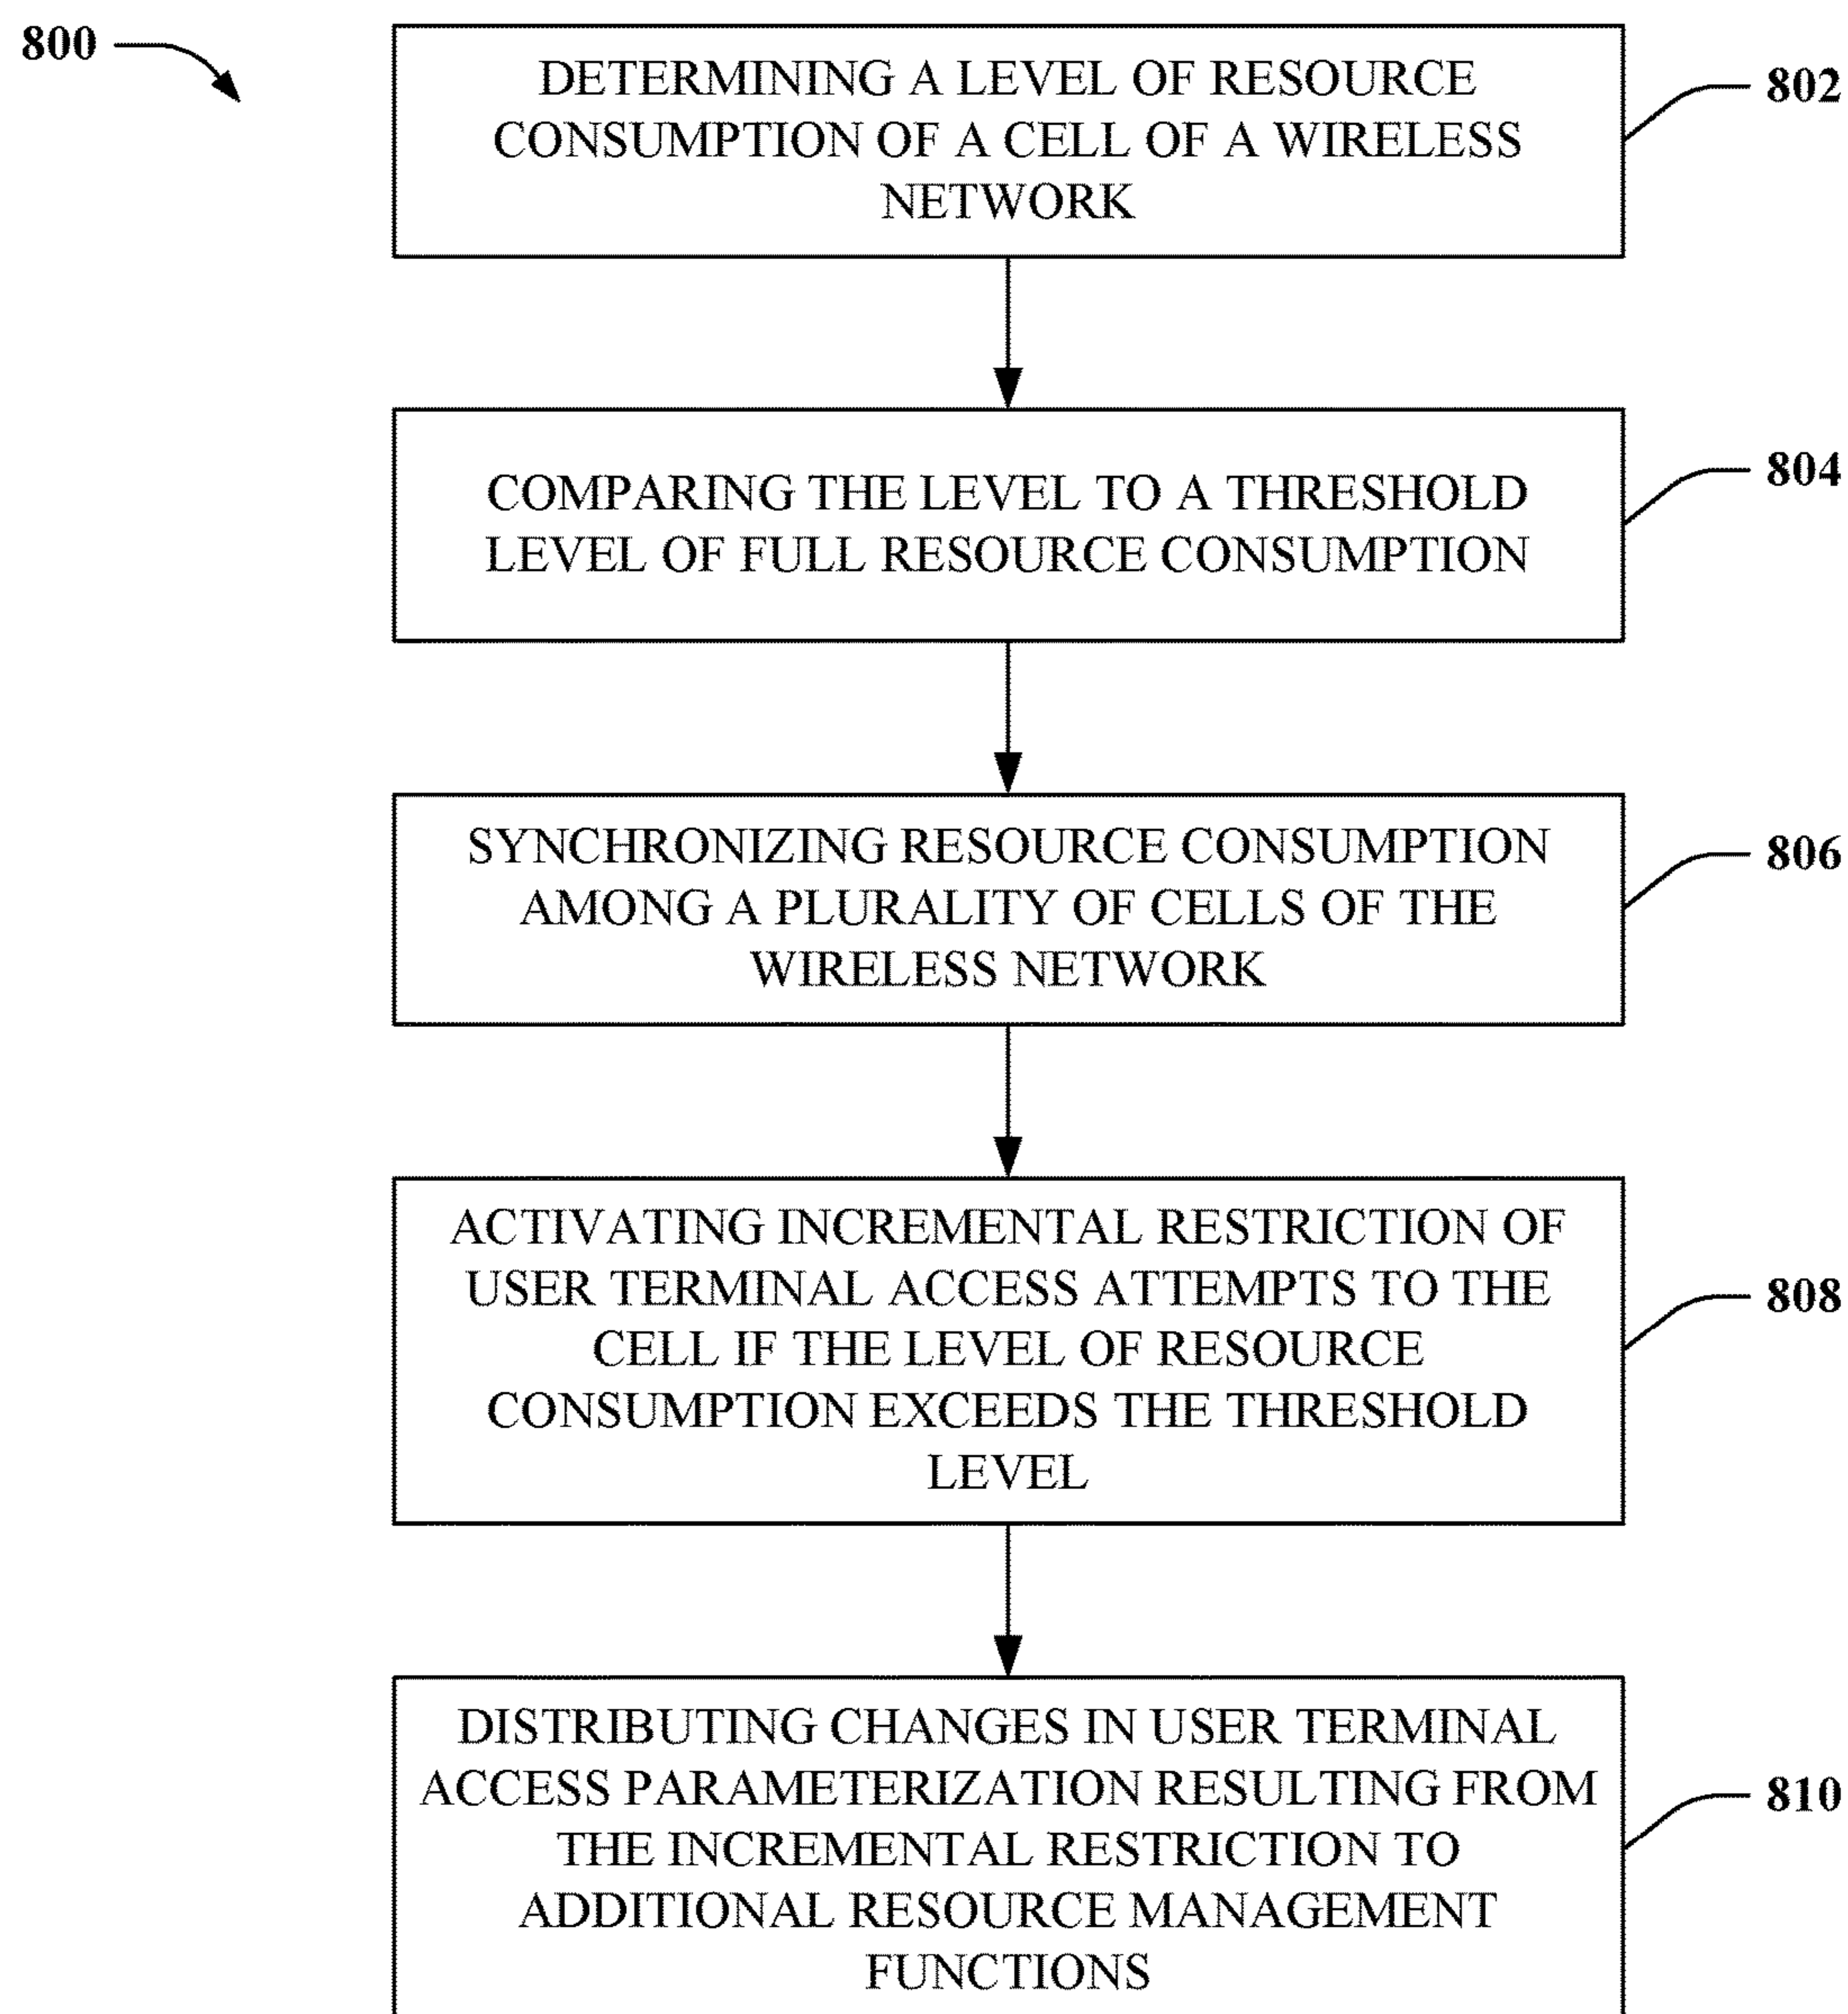 800
DETERMINING A LEVEL OF RESOURCE
CONSUMPTION OF A CELL OF A WIRELESS
NETWORK
802
COMPARING THE LEVEL TO A THRESHOLD
LEVEL OF FULL RESOURCE CONSUMPTION
804
SYNCHRONIZING RESOURCE CONSUMPTION
AMONG A PLURALITY OF CELLS OF THE
WIRELESS NETWORK
806
ACTIVATING INCREMENTAL RESTRICTION OF
USER TERMINAL ACCESS ATTEMPTS TO THE
CELL IF THE LEVEL OF RESOURCE
CONSUMPTION EXCEEDS THE THRESHOLD
LEVEL
808
DISTRIBUTING CHANGES IN USER TERMINAL
ACCESS PARAMETERIZATION RESULTING FROM
THE INCREMENTAL RESTRICTION TO
ADDITIONAL RESOURCE MANAGEMENT
FUNCTIONS
810